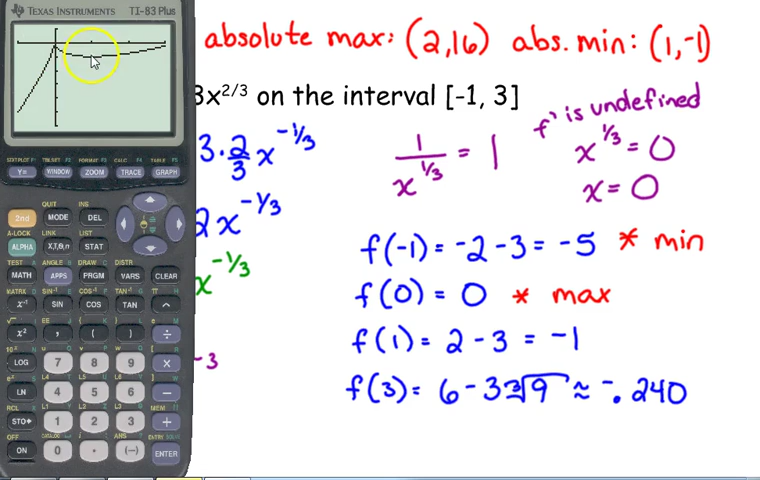 TEXAS INSTRUMENTS TI-83 Plus
absolute max: (2,16) abs. min: (1,-1)
3x^2/3 on the interval [-1, 3]
3·2/3 x^-1/3
2x^-1/3
x^-1/3
-3
1/x^1/3 = 1
f' is undefined
x^1/3 = 0
x = 0
f(-1) = -2 - 3 = -5 * min
f(0) = 0 * max
f(1) = 2 - 3 = -1
f(3) = 6 - 3∛9 ≈ -.240
STAT PLOT F1 TBLSET F2 FORMAT F3 CALC F4 TABLE F5
Y= WINDOW ZOOM TRACE GRAPH
QUIT INS
2nd MODE DEL
A-LOCK LINK LIST
ALPHA X,T,θ,n STAT
TEST A ANGLE B DRAW C DISTR
MATH APPS PRGM VARS CLEAR
MATRX D SIN⁻¹ E COS⁻¹ F TAN⁻¹ G π H
x⁻¹ SIN COS TAN ^
x² , ( ) ÷
LOG 7 8 9 ×
LN 4 5 6 -
RCL X MEM
STO▸ 1 2 3 +
OFF CATALOG i ANS ENTRY
ON 0 . (-) ENTER